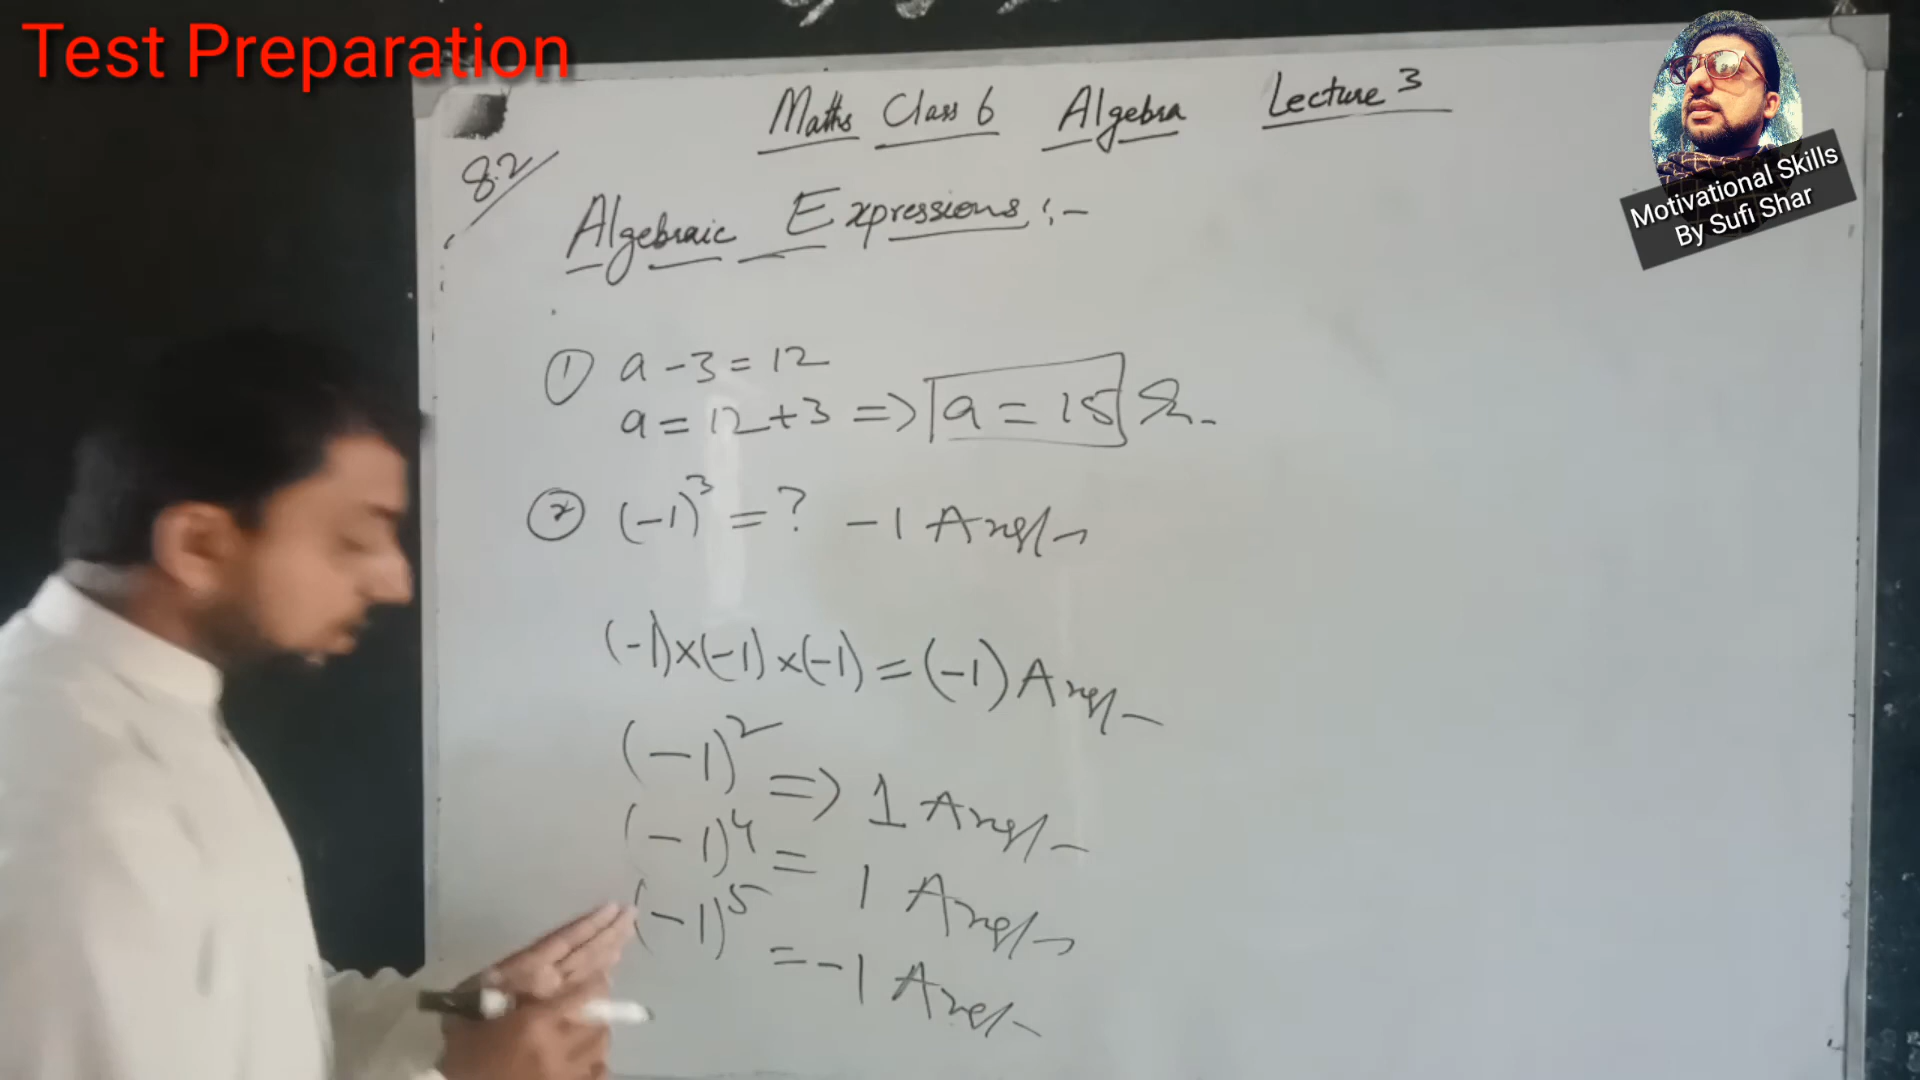 Test Preparation
Maths Class 6 Algebra Lecture 3
8.2
Algebraic Expressions :-
Motivational Skills
By Sufi Shar
① a - 3 = 12
a = 12 + 3 => a = 15
② (-1)³ = ? -1 Ans
(-1)×(-1)×(-1) = (-1) Ans
(-1)² => 1 Ans
(-1)⁴ = 1 Ans
(-1)⁵ = -1 Ans